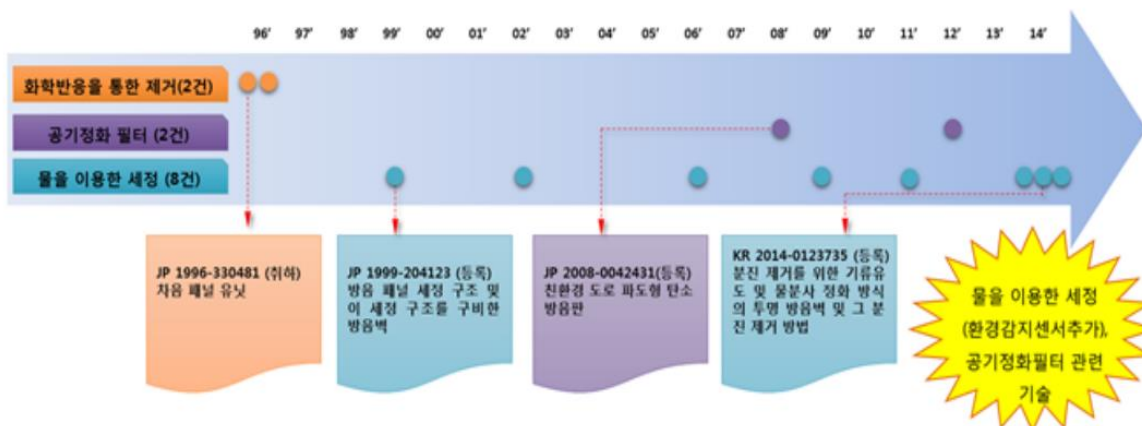 96' 97' 98' 99' 00' 01' 02' 03' 04' 05' 06' 07' 08' 09' 10' 11' 12' 13' 14'
화학반응을 통한 제거(2건)
공기정화 필터 (2건)
물을 이용한 세정 (8건)
JP 1996-330481 (취하)
차음 패널 유닛
JP 1999-204123 (등록)
방음 패널 세정 구조 및
이 세정 구조를 구비한
방음벽
JP 2008-0042431(등록)
친환경 도로 파도형 탄소
방음판
KR 2014-0123735 (등록)
분진 제거를 위한 기류유
도 및 물분사 정화 방식
의 투명 방음벽 및 그 분
진 제거 방법
물을 이용한 세정
(환경감지센서추가),
공기정화필터 관련
기술